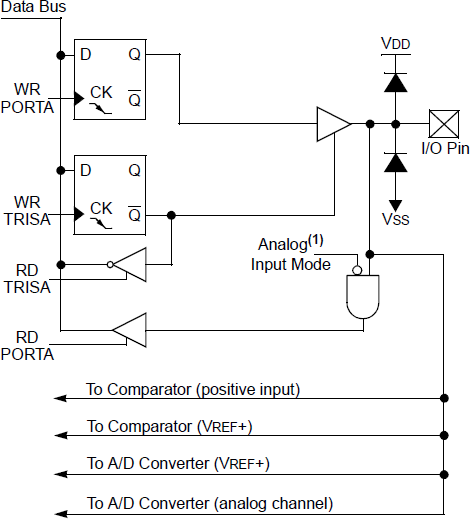 Data Bus
D Q
VDD
WR
PORTA
CK
Q
I/O Pin
D Q
WR
TRISA
CK
Q
VSS
Analog(1)
Input Mode
RD
TRISA
RD
PORTA
To Comparator (positive input)
To Comparator (VREF+)
To A/D Converter (VREF+)
To A/D Converter (analog channel)